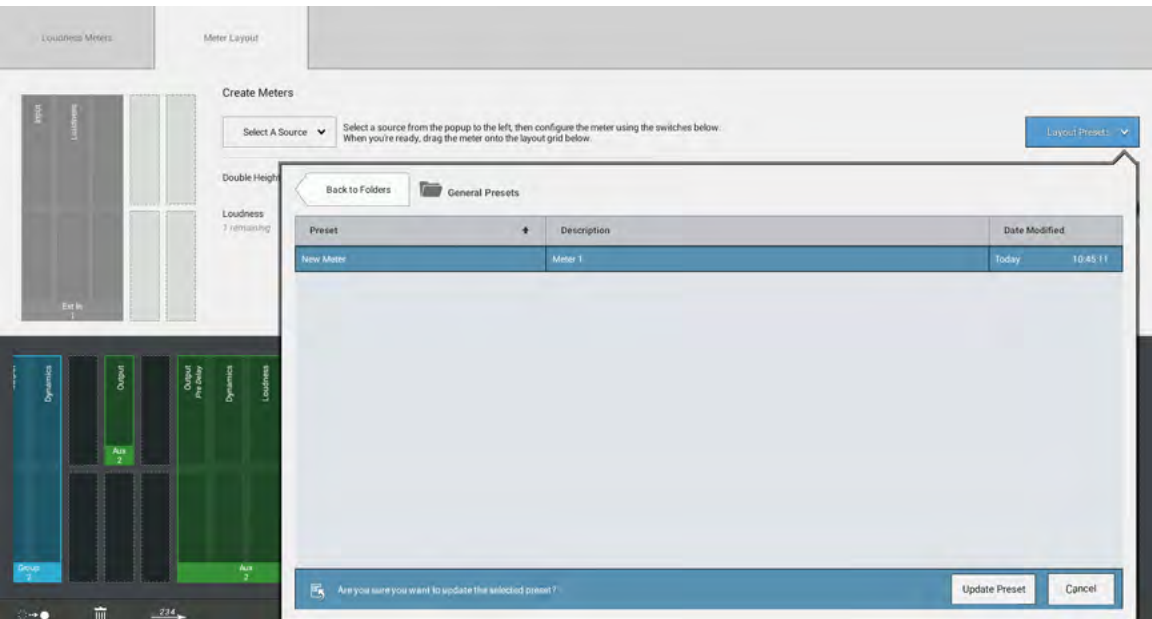 Loudness Meters
Meter Layout
Create Meters
Input
Loudness
Select A Source
Select a source from the popup to the left, then configure the meter using the switches below.
When you're ready, drag the meter onto the layout grid below.
Layout Presets
Double Height
Back to Folders
General Presets
Loudness
7 remaining
Preset
Description
Date Modified
New Meter
Meter 1
Today
10:45:11
Ext In
1
Dynamics
Output
Output
Pre Delay
Dynamics
Loudness
Aux
2
Group
2
Aux
2
Are you sure you want to update the selected preset?
Update Preset
Cancel
234